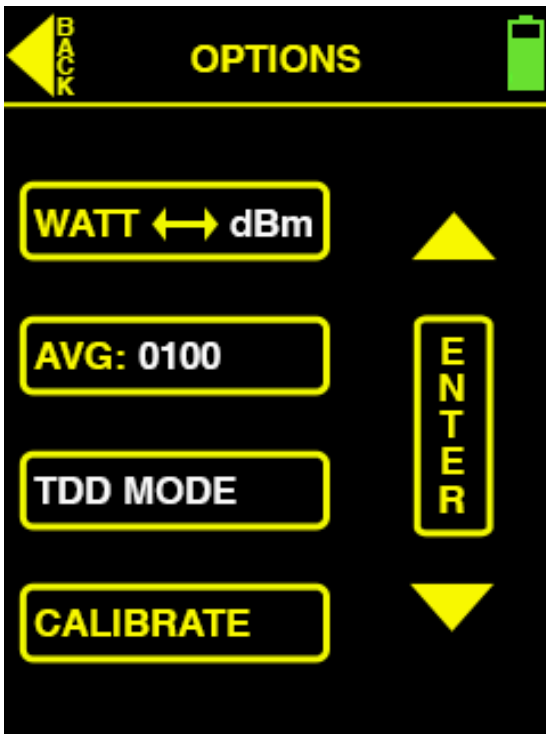 BACK
OPTIONS
WATT ↔ dBm
AVG: 0100
TDD MODE
CALIBRATE
ENTER